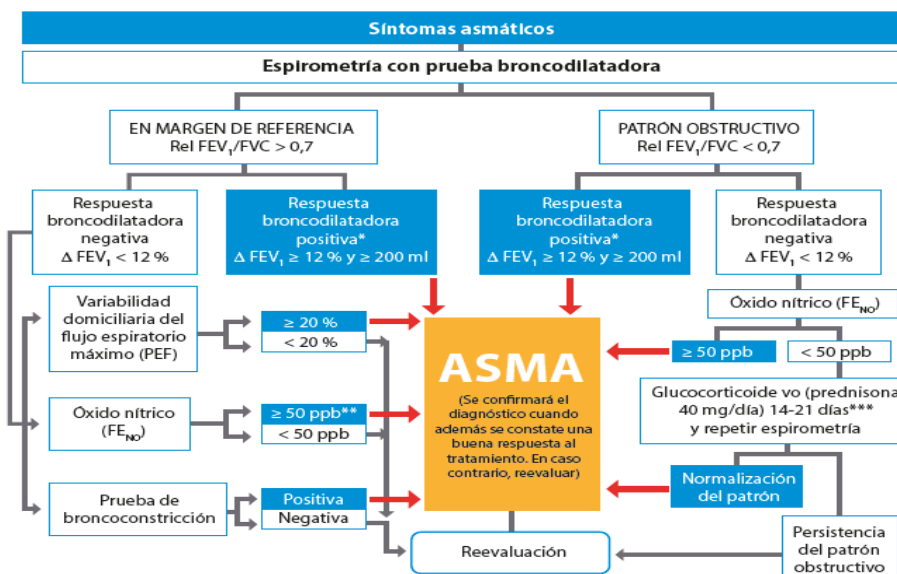 Síntomas asmáticos
Espirometría con prueba broncodilatadora
EN MARGEN DE REFERENCIA
Rel FEV₁/FVC > 0,7
PATRÓN OBSTRUCTIVO
Rel FEV₁/FVC < 0,7
Respuesta
broncodilatadora
negativa
Δ FEV₁ < 12 %
Respuesta
broncodilatadora
positiva*
Δ FEV₁ ≥ 12 % y ≥ 200 ml
Respuesta
broncodilatadora
positiva*
Δ FEV₁ ≥ 12 % y ≥ 200 ml
Respuesta
broncodilatadora
negativa
Δ FEV₁ < 12 %
Variabilidad
domiciliaria del
flujo espiratorio
máximo (PEF)
≥ 20 %
< 20 %
Óxido nítrico
(FE_NO)
≥ 50 ppb**
< 50 ppb
Prueba de
broncoconstricción
Positiva
Negativa
ASMA
(Se confirmará el
diagnóstico cuando
además se constate una
buena respuesta al
tratamiento. En caso
contrario, reevaluar)
Reevaluación
Óxido nítrico (FE_NO)
≥ 50 ppb
< 50 ppb
Glucocorticoide vo (prednisona
40 mg/día) 14-21 días***
y repetir espirometría
Normalización
del patrón
Persistencia
del patrón
obstructivo